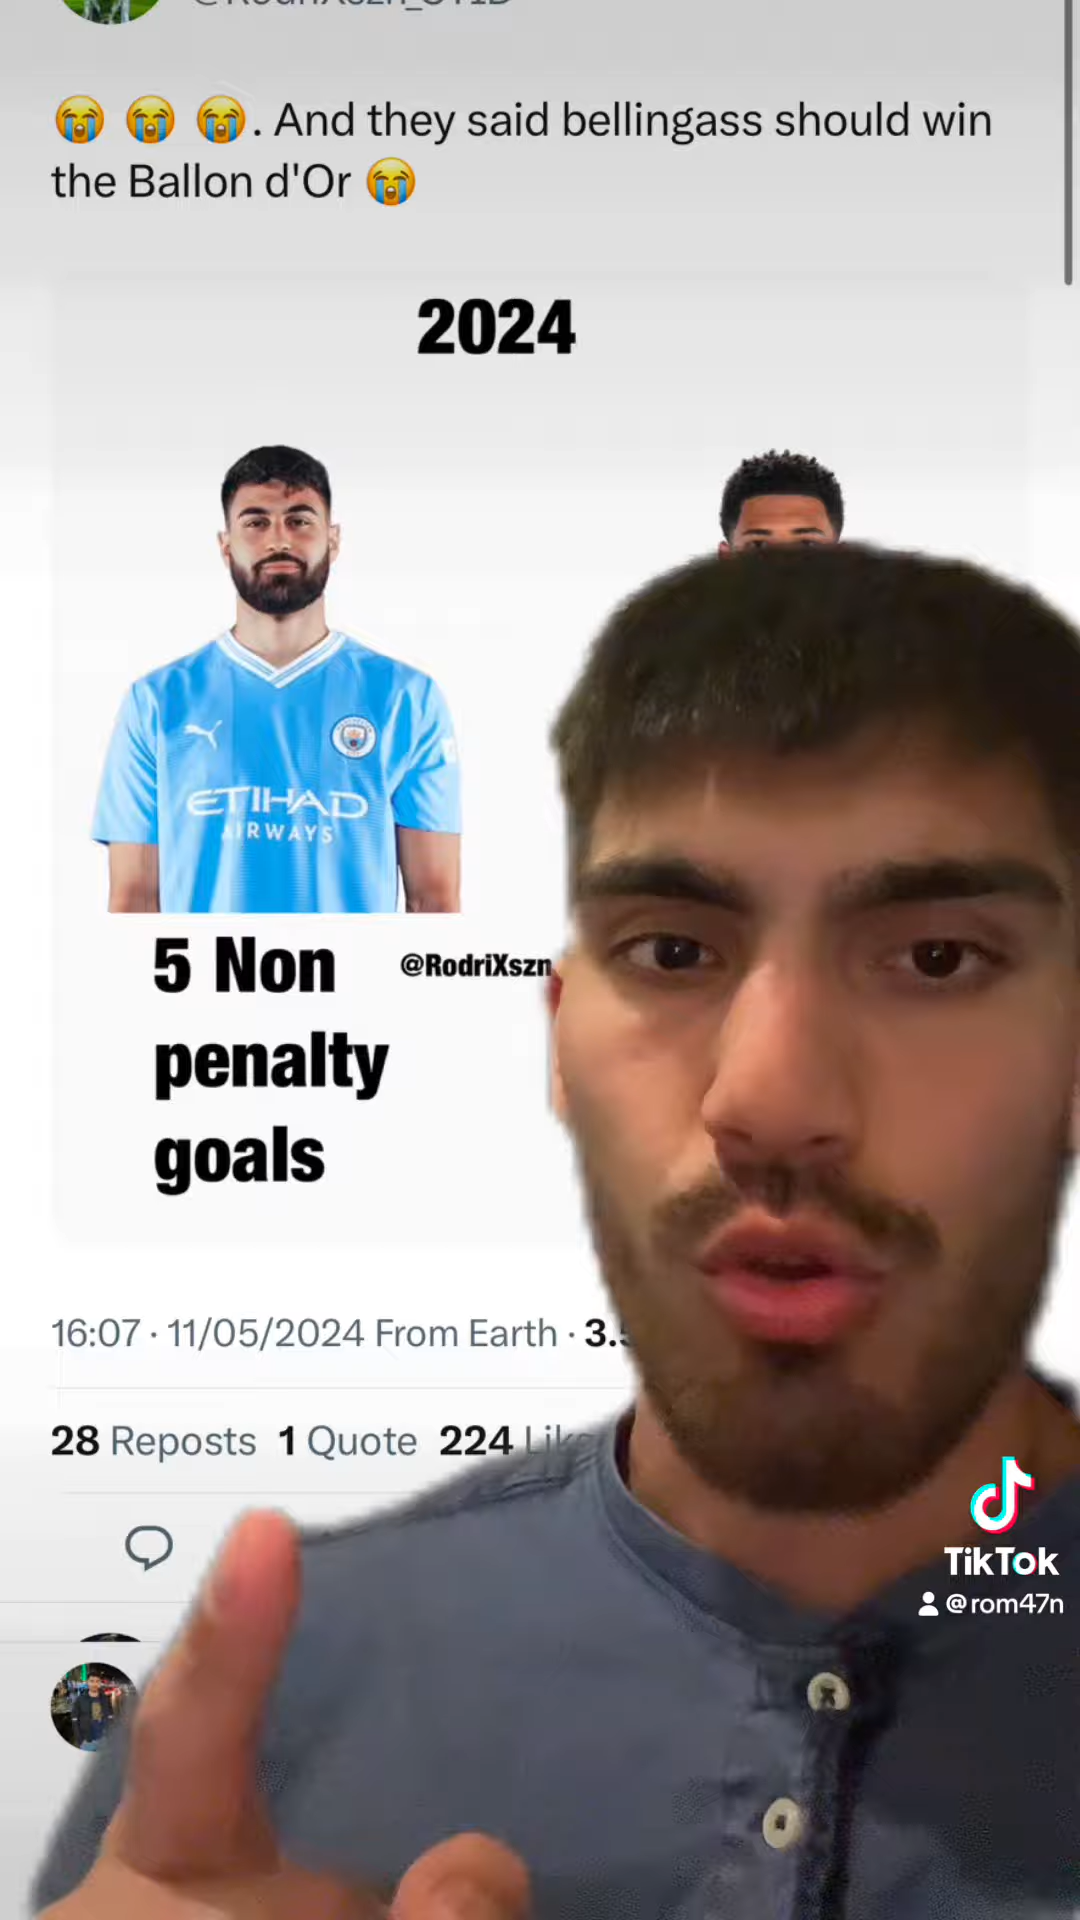 😭 😭 😭. And they said bellingass should win
the Ballon d'Or 😭
2024
ETIHAD
AIRWAYS
5 Non
penalty
goals
@RodriXszn
16:07 · 11/05/2024 From Earth ·
28 Reposts 1 Quote 224
TikTok
@rom47n